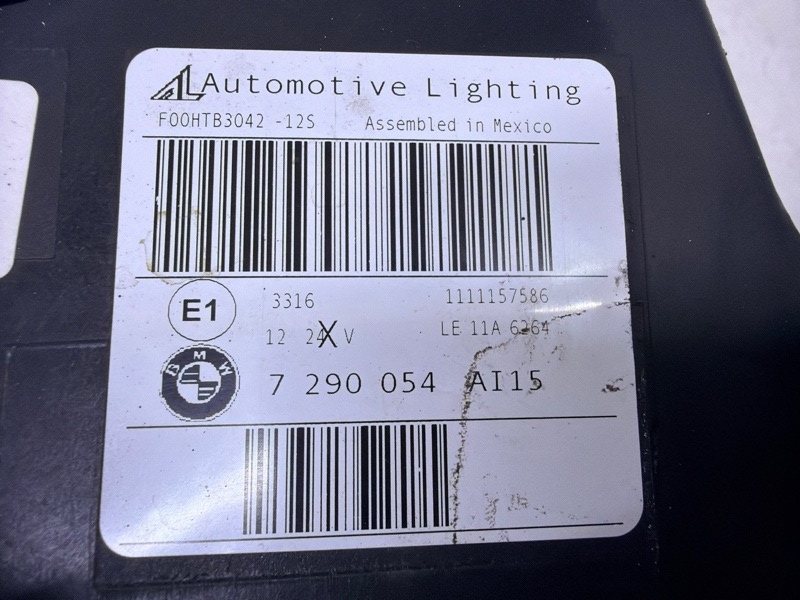 AL Automotive Lighting
F00HTB3042 -12S Assembled in Mexico
E1 3316 1111157586
12 24 X V LE 11A 6264
BMW 7 290 054 AI15